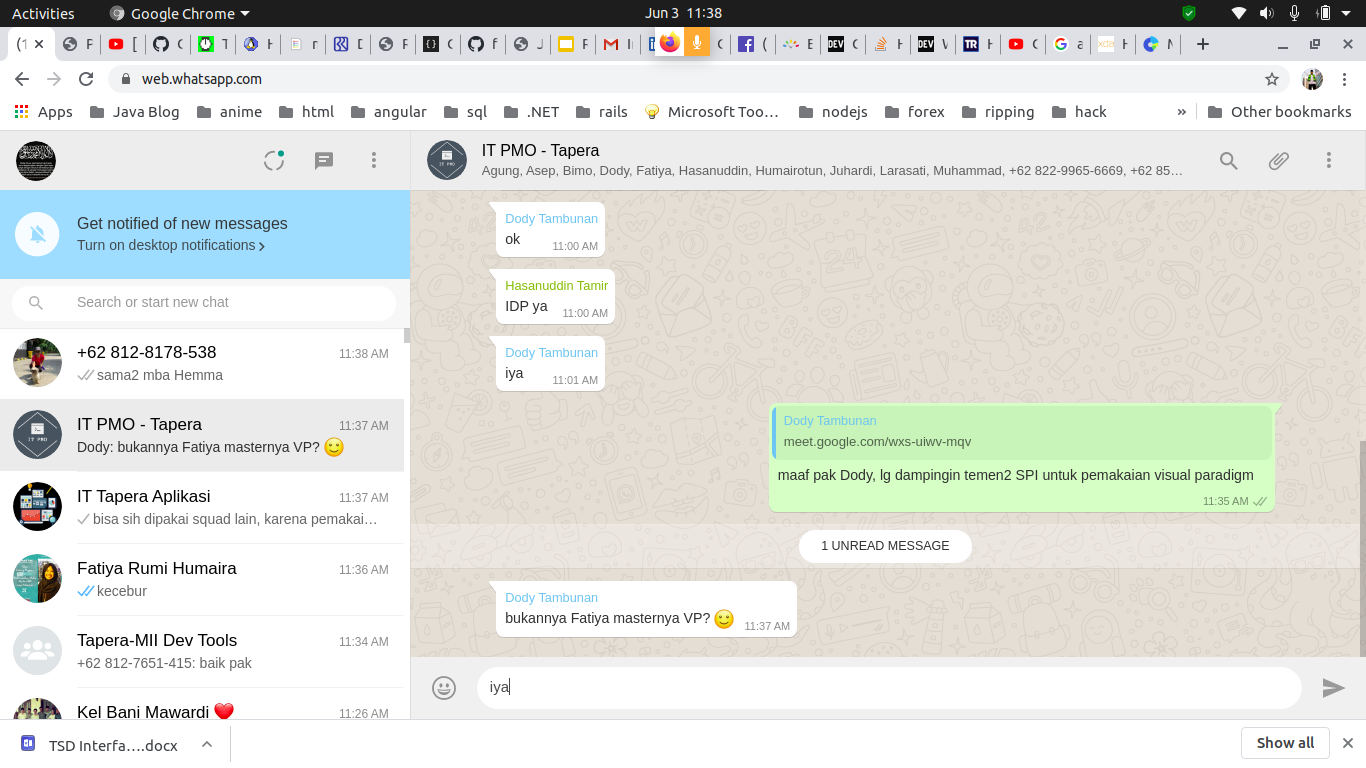 Activities
Google Chrome
Jun 3 11:38
web.whatsapp.com
Apps
Java Blog
anime
html
angular
sql
.NET
rails
Microsoft Too…
nodejs
forex
ripping
hack
»
Other bookmarks
IT PMO - Tapera
Agung, Asep, Bimo, Dody, Fatiya, Hasanuddin, Humairotun, Juhardi, Larasati, Muhammad, +62 822-9965-6669, +62 85…
Get notified of new messages
Turn on desktop notifications
Search or start new chat
+62 812-8178-538
11:38 AM
sama2 mba Hemma
IT PMO - Tapera
11:37 AM
Dody: bukannya Fatiya masternya VP?
IT Tapera Aplikasi
11:37 AM
bisa sih dipakai squad lain, karena pemakai…
Fatiya Rumi Humaira
11:36 AM
kecebur
Tapera-MII Dev Tools
11:34 AM
+62 812-7651-415: baik pak
Kel Bani Mawardi
11:26 AM
Dody Tambunan
ok
11:00 AM
Hasanuddin Tamir
IDP ya
11:00 AM
Dody Tambunan
iya
11:01 AM
Dody Tambunan
meet.google.com/wxs-uiwv-mqv
maaf pak Dody, lg dampingin temen2 SPI untuk pemakaian visual paradigm
11:35 AM
1 UNREAD MESSAGE
Dody Tambunan
bukannya Fatiya masternya VP?
11:37 AM
iya
TSD Interfa….docx
Show all